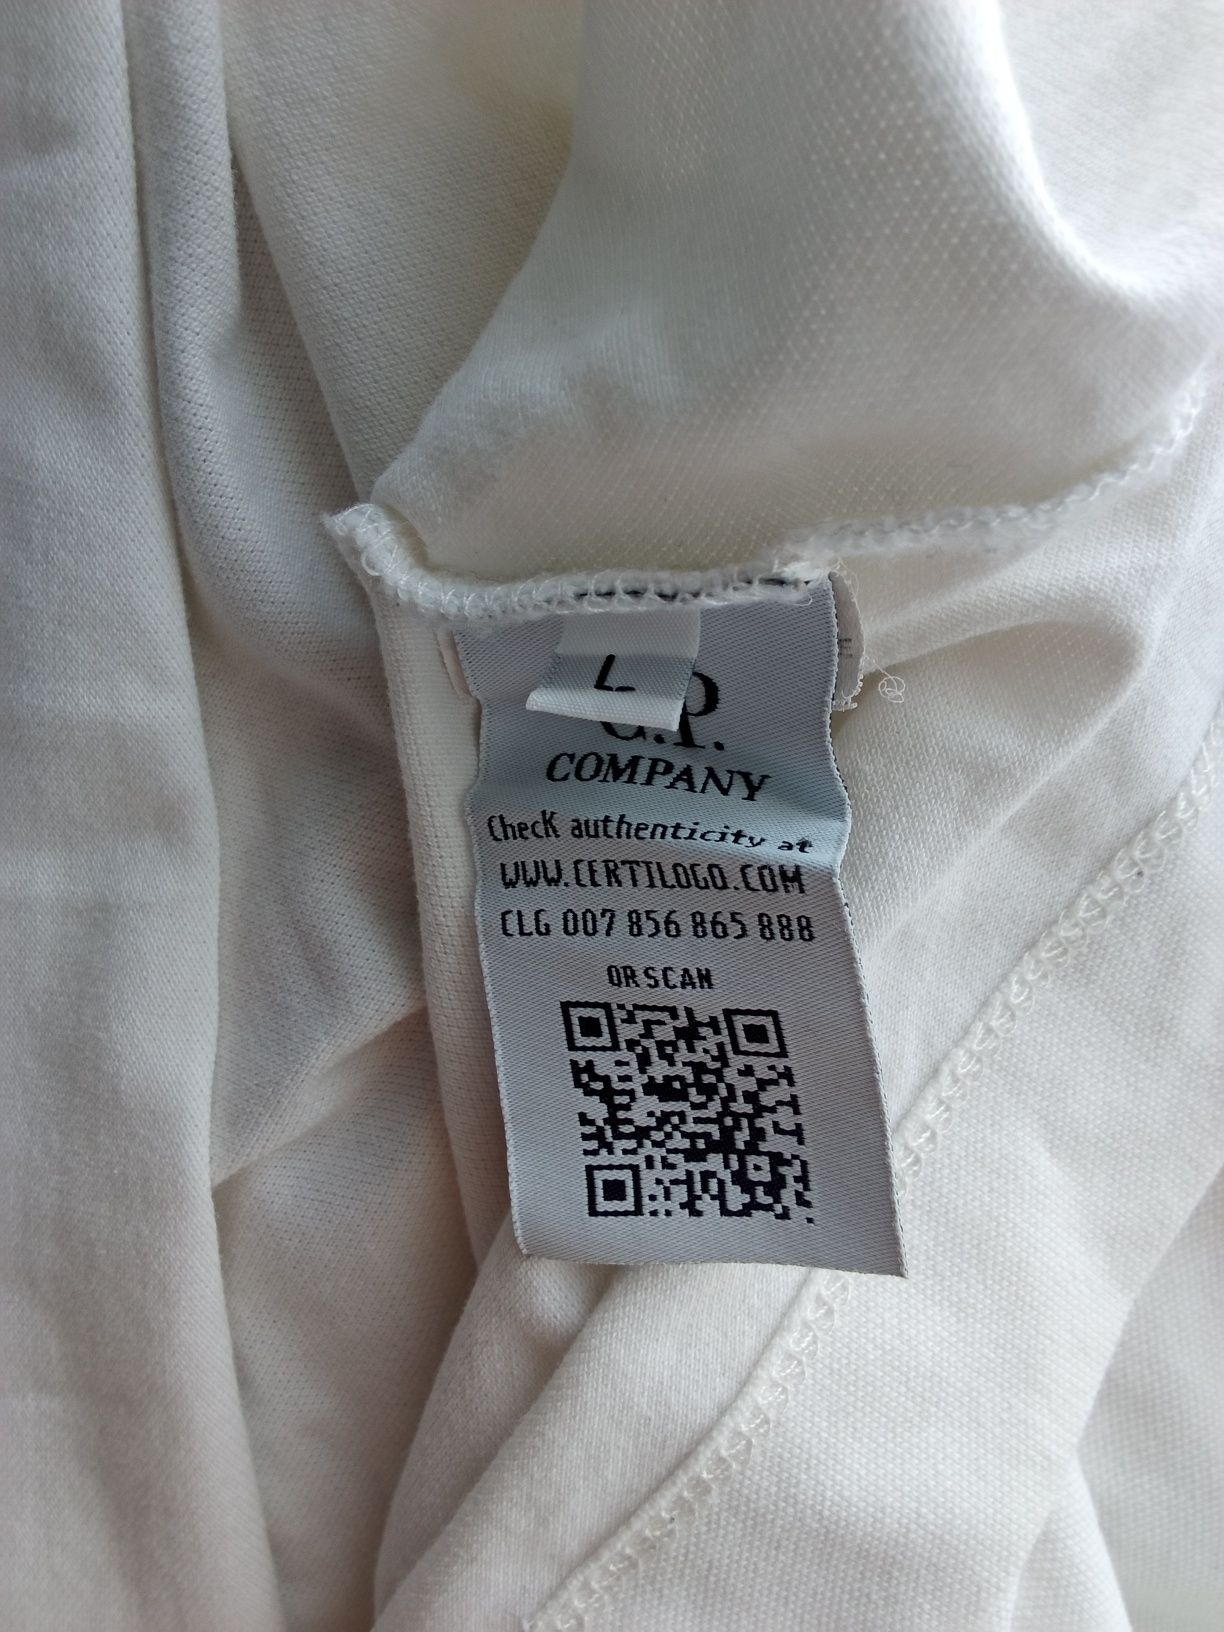 L
C.P.
COMPANY
Check authenticity at
WWW.CERTILOGO.COM
CLG 007 856 865 888
OR SCAN